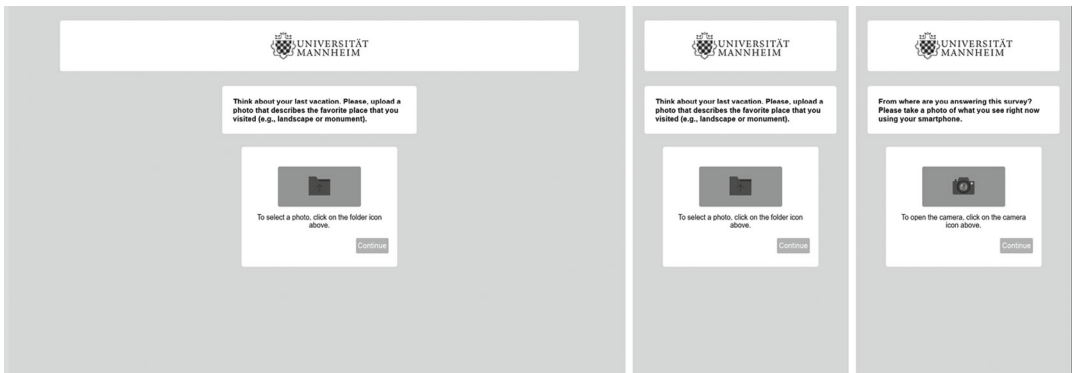 UNIVERSITÄT
MANNHEIM
Think about your last vacation. Please, upload a
photo that describes the favorite place that you
visited (e.g., landscape or monument).
To select a photo, click on the folder icon
above.
Continue
UNIVERSITÄT
MANNHEIM
Think about your last vacation. Please, upload a
photo that describes the favorite place that you
visited (e.g., landscape or monument).
To select a photo, click on the folder icon
above.
Continue
UNIVERSITÄT
MANNHEIM
From where are you answering this survey?
Please take a photo of what you see right now
using your smartphone.
To open the camera, click on the camera
icon above.
Continue